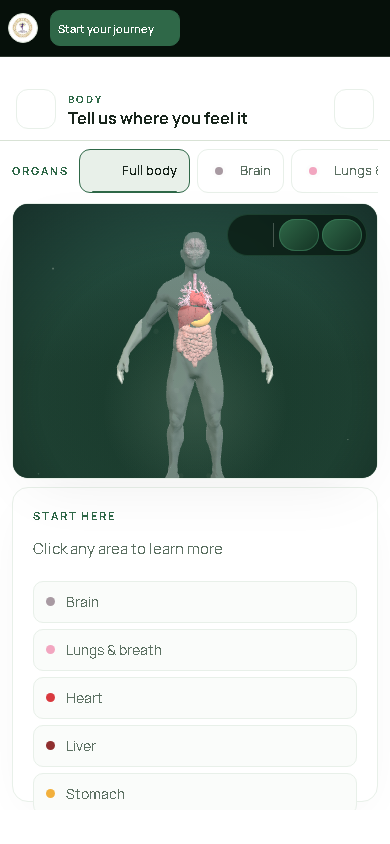 Start your journey
BODY
Tell us where you feel it
ORGANS
Full body
Brain
Lungs &
START HERE
Click any area to learn more
Brain
Lungs & breath
Heart
Liver
Stomach